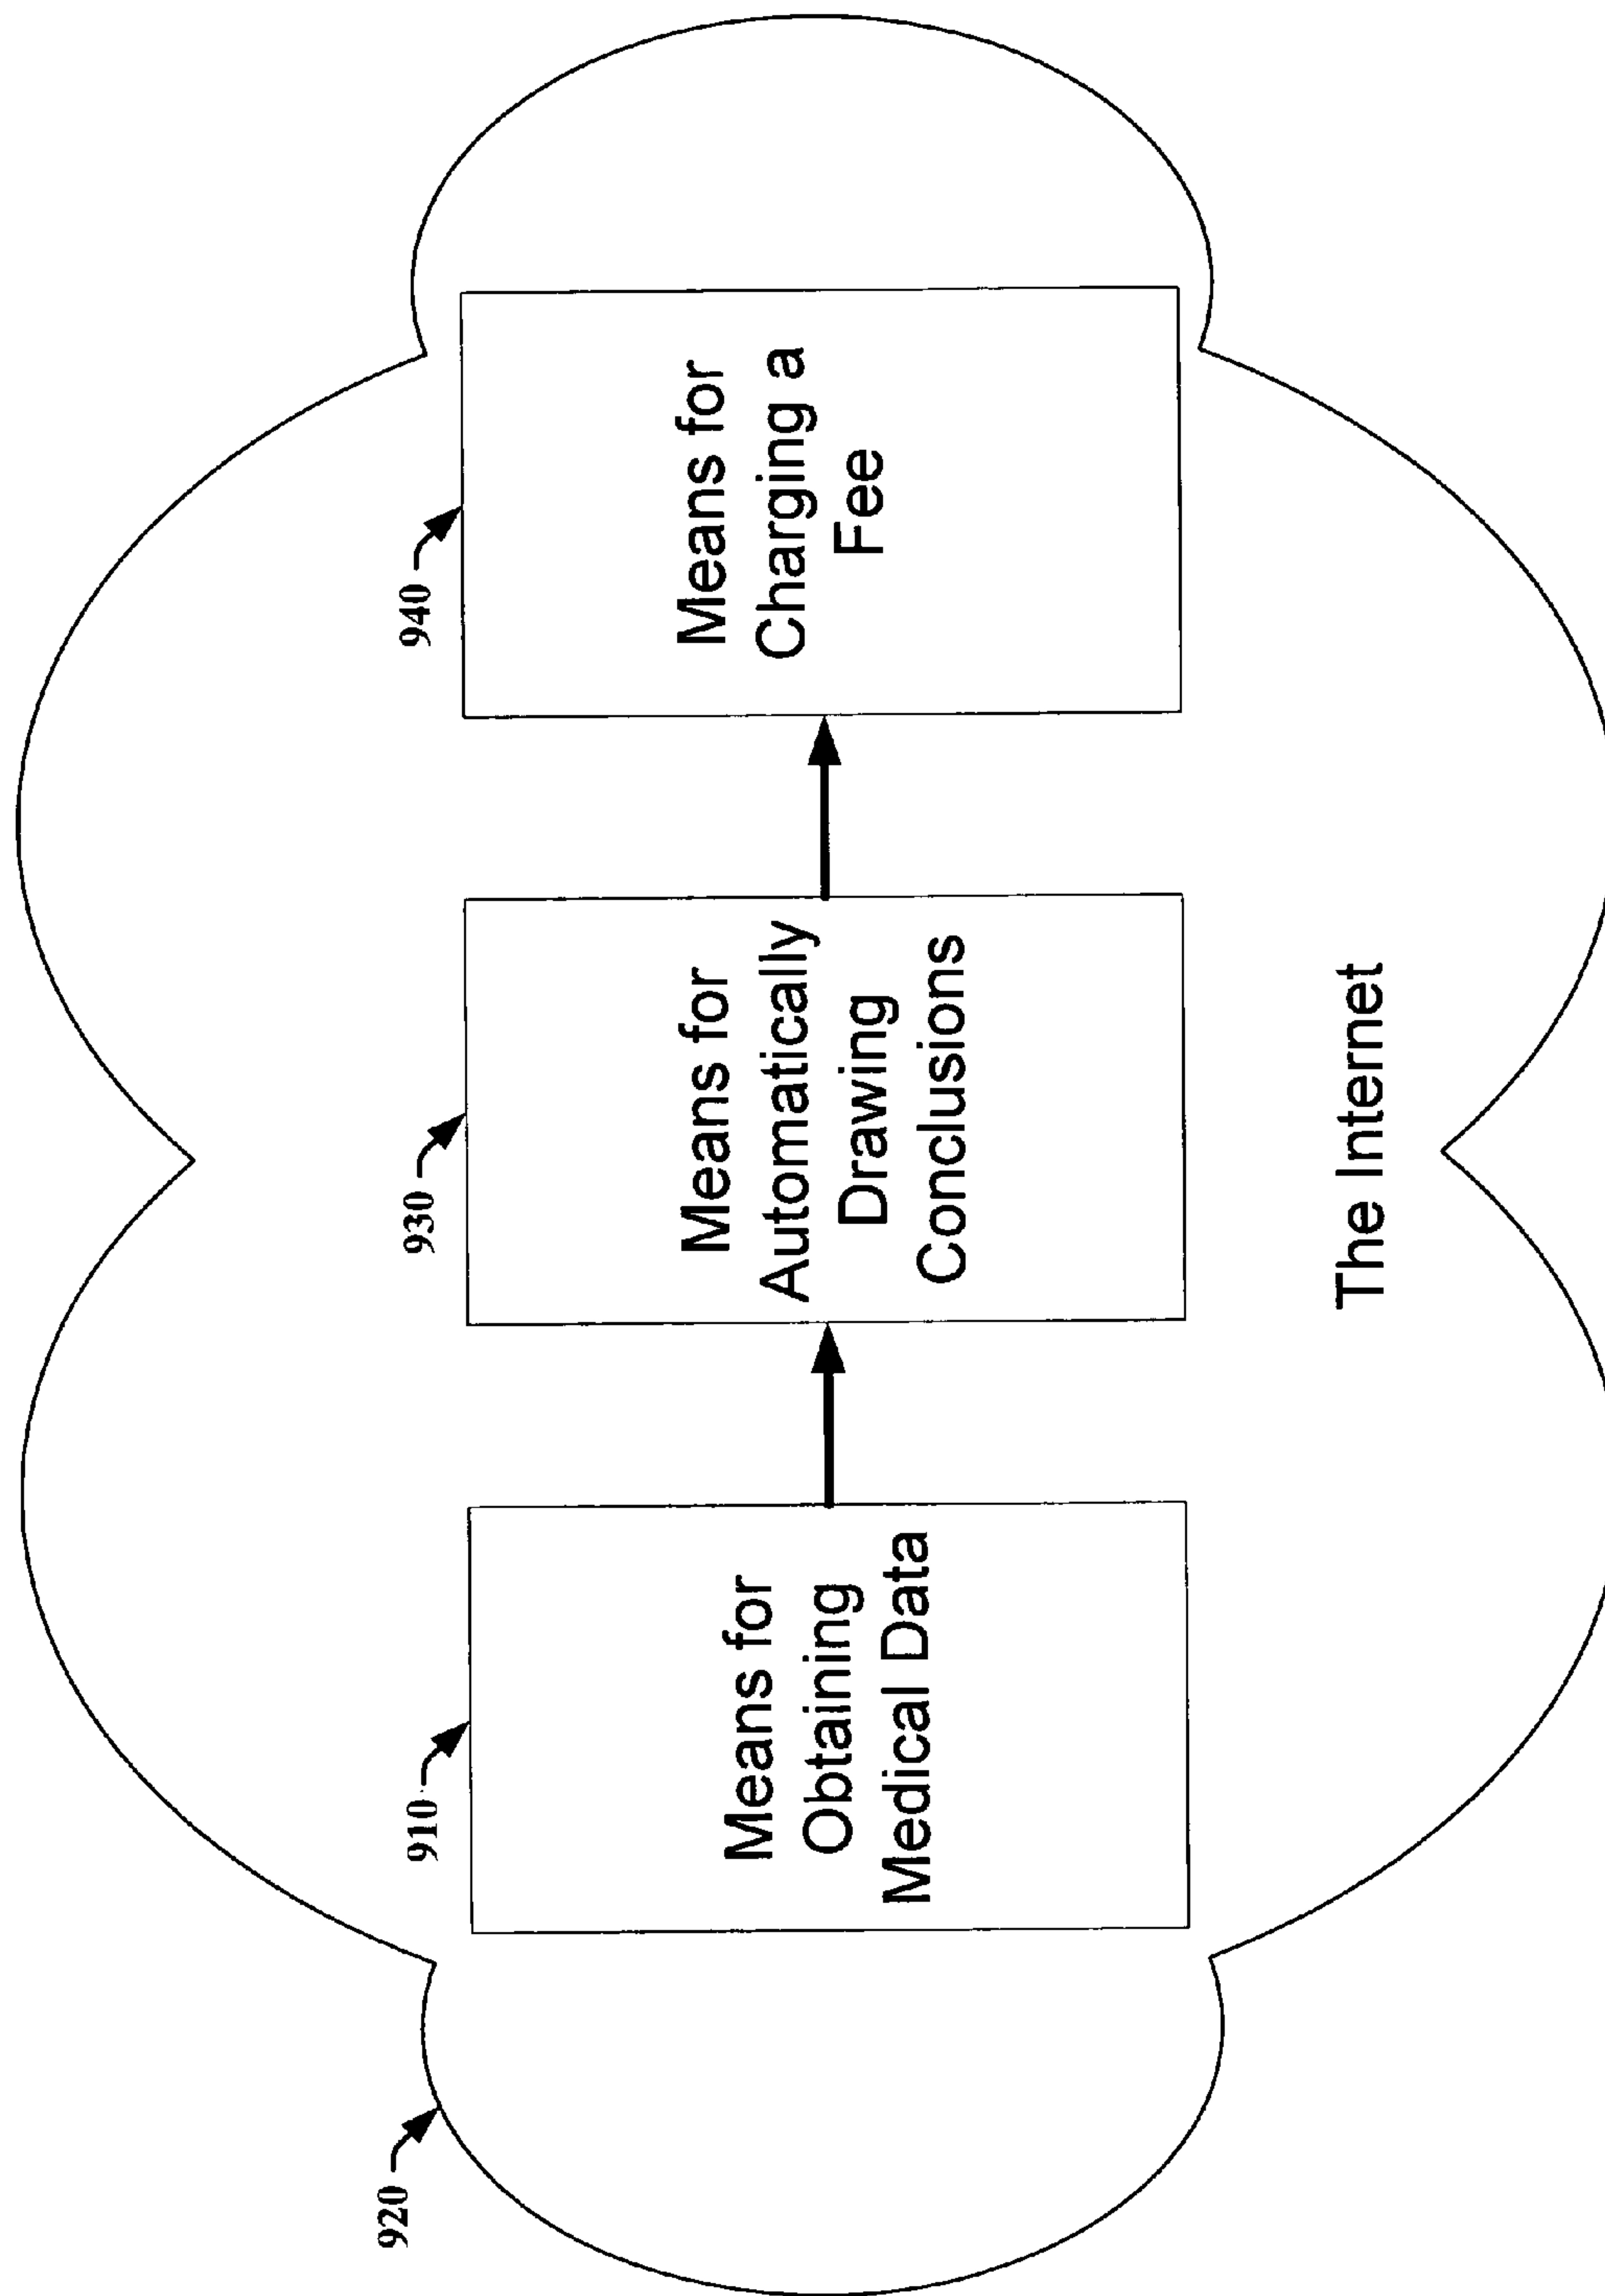 920
910
Means for
Obtaining
Medical Data
930
Means for
Automatically
Drawing
Conclusions
940
Means for
Charging a
Fee
The Internet